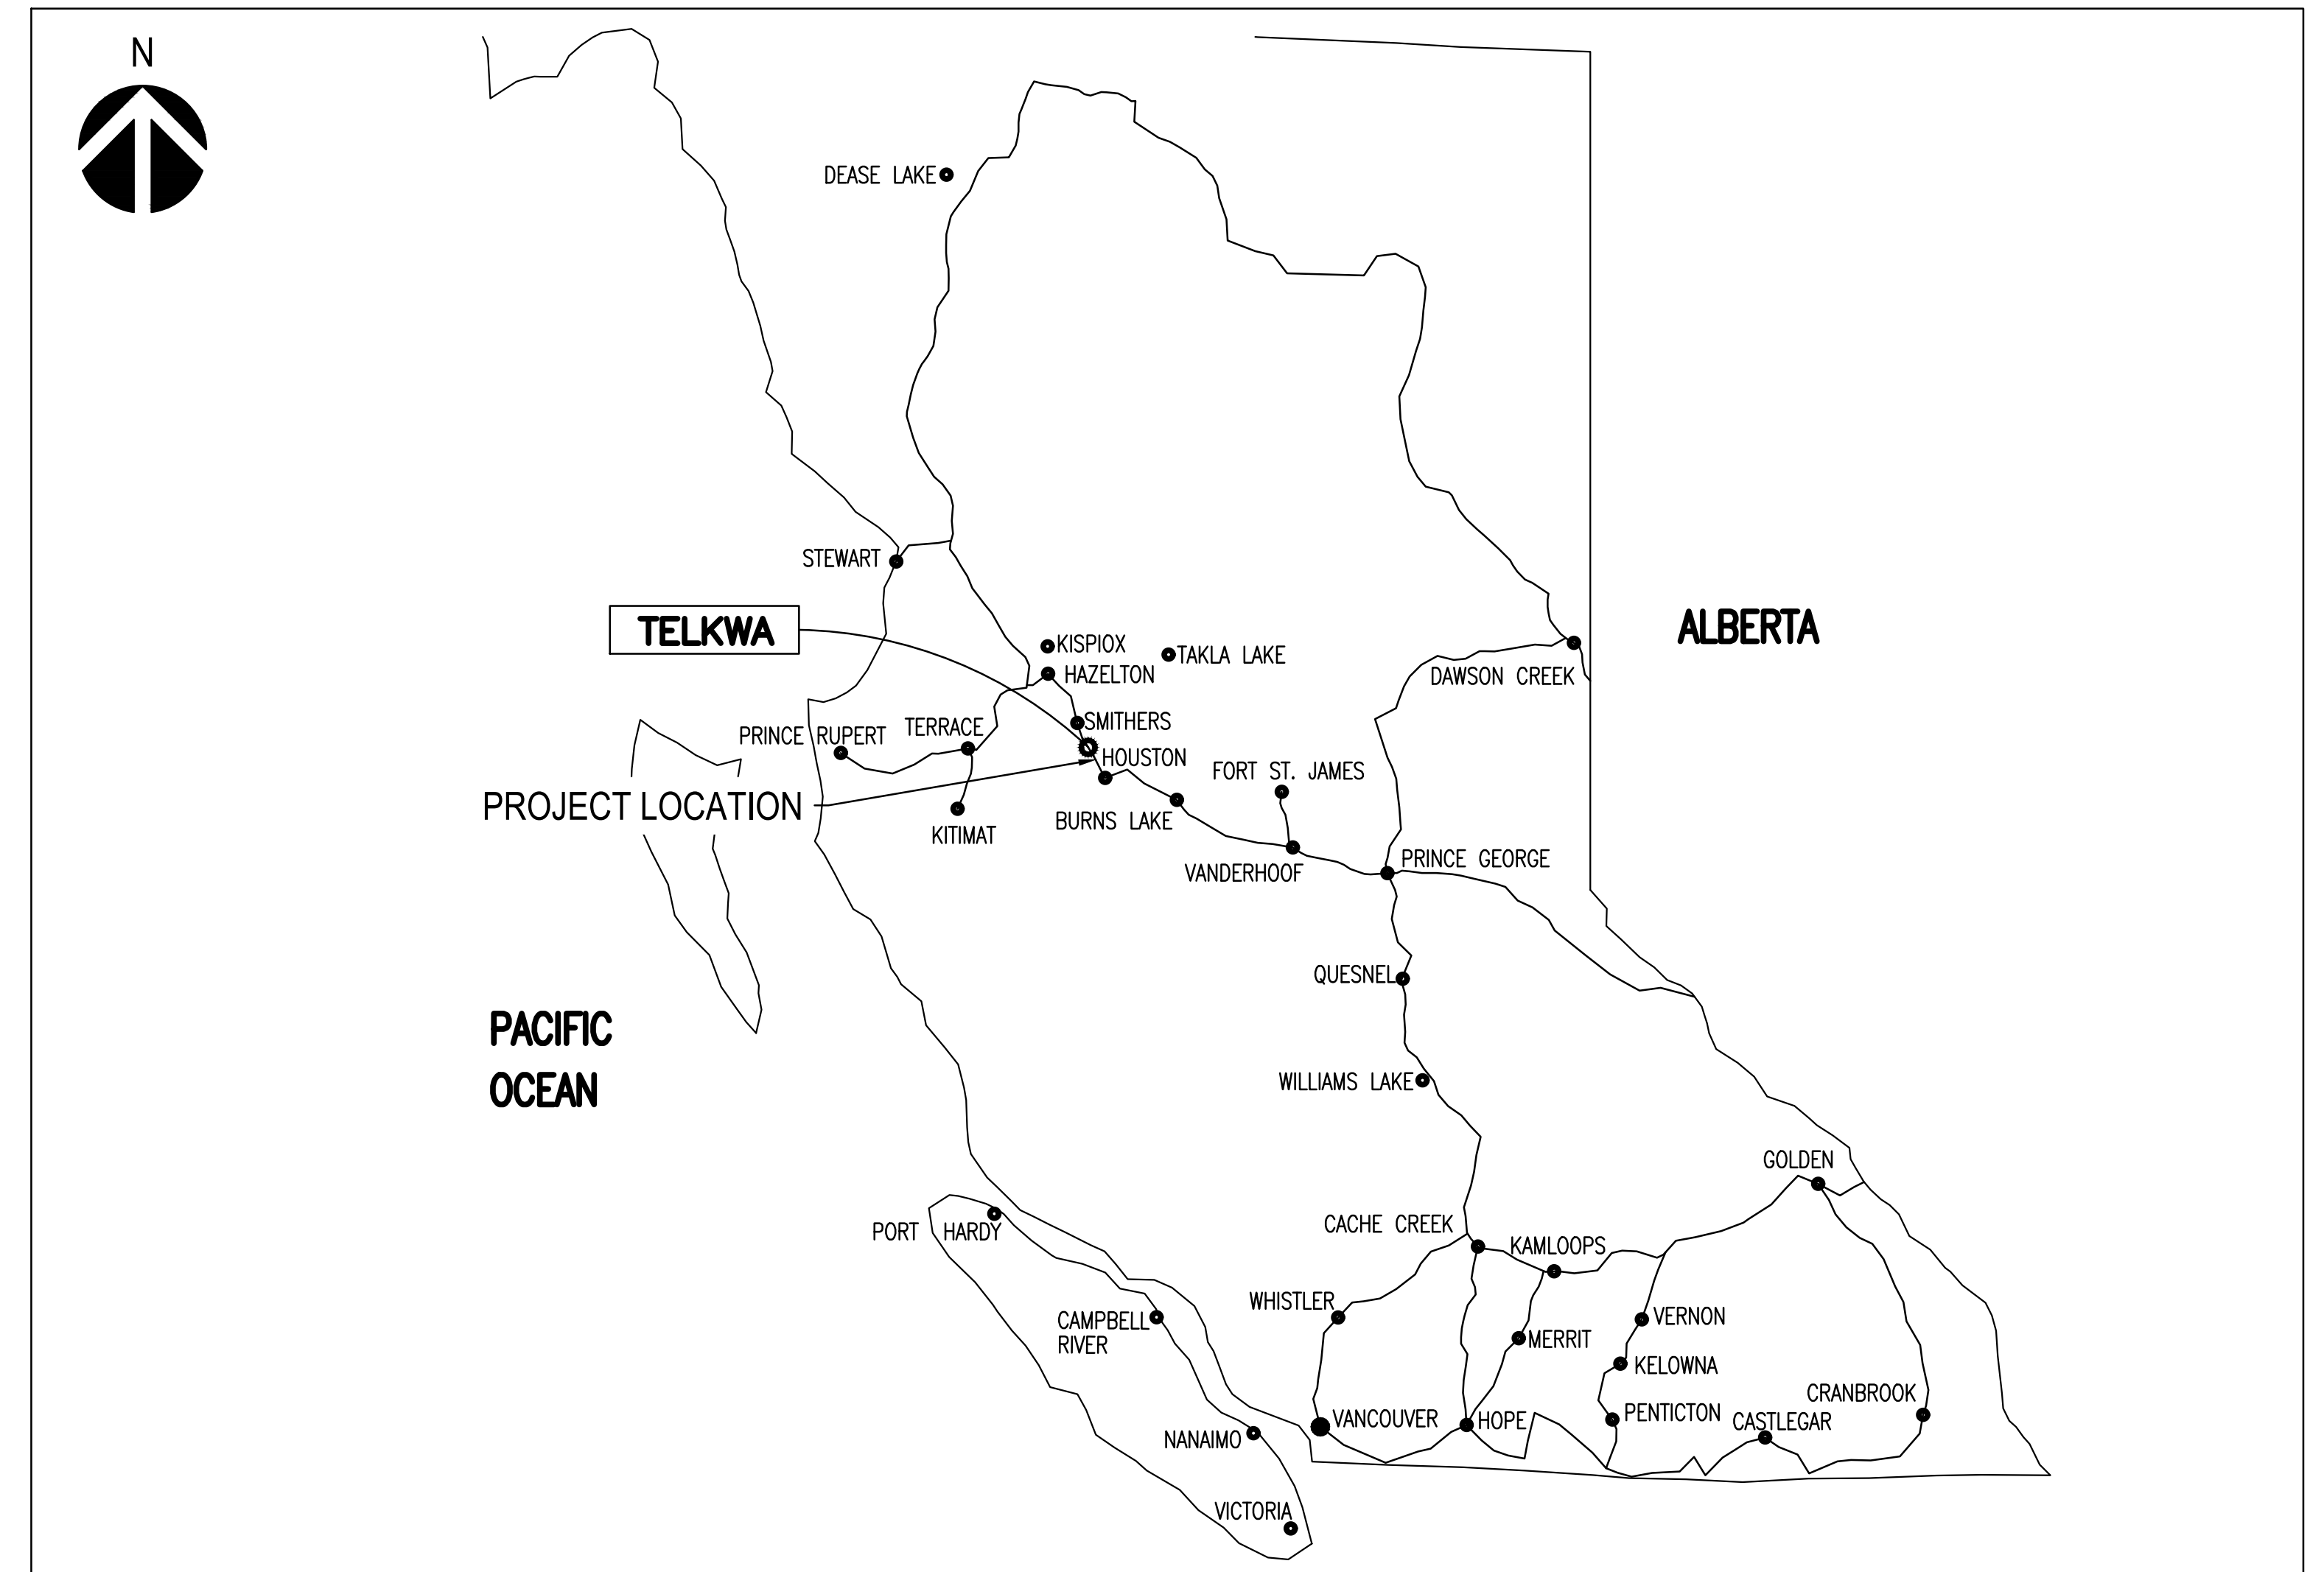 N
DEASE LAKE
STEWART
TELKWA
ALBERTA
KISPIOX
TAKLA LAKE
HAZELTON
DAWSON CREEK
SMITHERS
TERRACE
PRINCE RUPERT
HOUSTON
FORT ST. JAMES
PROJECT LOCATION
BURNS LAKE
KITIMAT
PRINCE GEORGE
VANDERHOOF
QUESNEL
PACIFIC
OCEAN
WILLIAMS LAKE
GOLDEN
CACHE CREEK
PORT HARDY
KAMLOOPS
WHISTLER
VERNON
CAMPBELL
RIVER
MERRIT
KELOWNA
CRANBROOK
PENTICTON
VANCOUVER
HOPE
CASTLEGAR
NANAIMO
VICTORIA